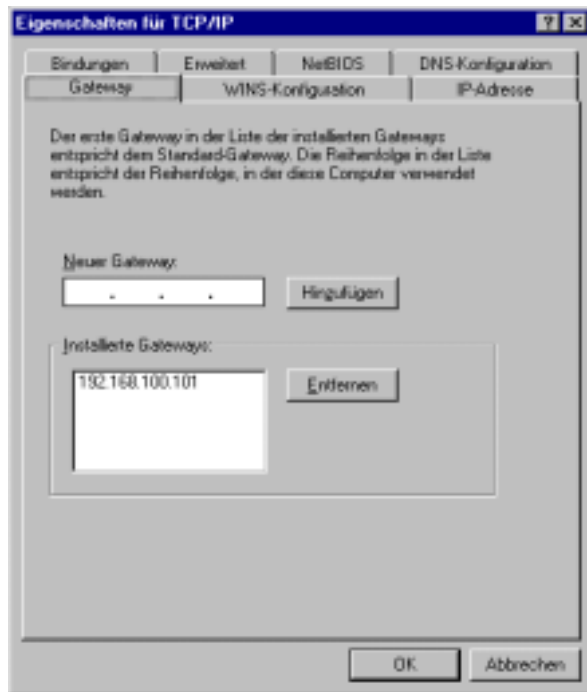 Eigenschaften für TCP/IP
Bindungen Erweitert NetBIOS DNS-Konfiguration
Gateway WINS-Konfiguration IP-Adresse
Der erste Gateway in der Liste der installierten Gateways
entspricht dem Standard-Gateway. Die Reihenfolge in der Liste
entspricht der Reihenfolge, in der diese Computer verwendet
werden.
Neuer Gateway:
. . . Hinzufügen
Installierte Gateways:
192.168.100.101 Entfernen
OK Abbrechen